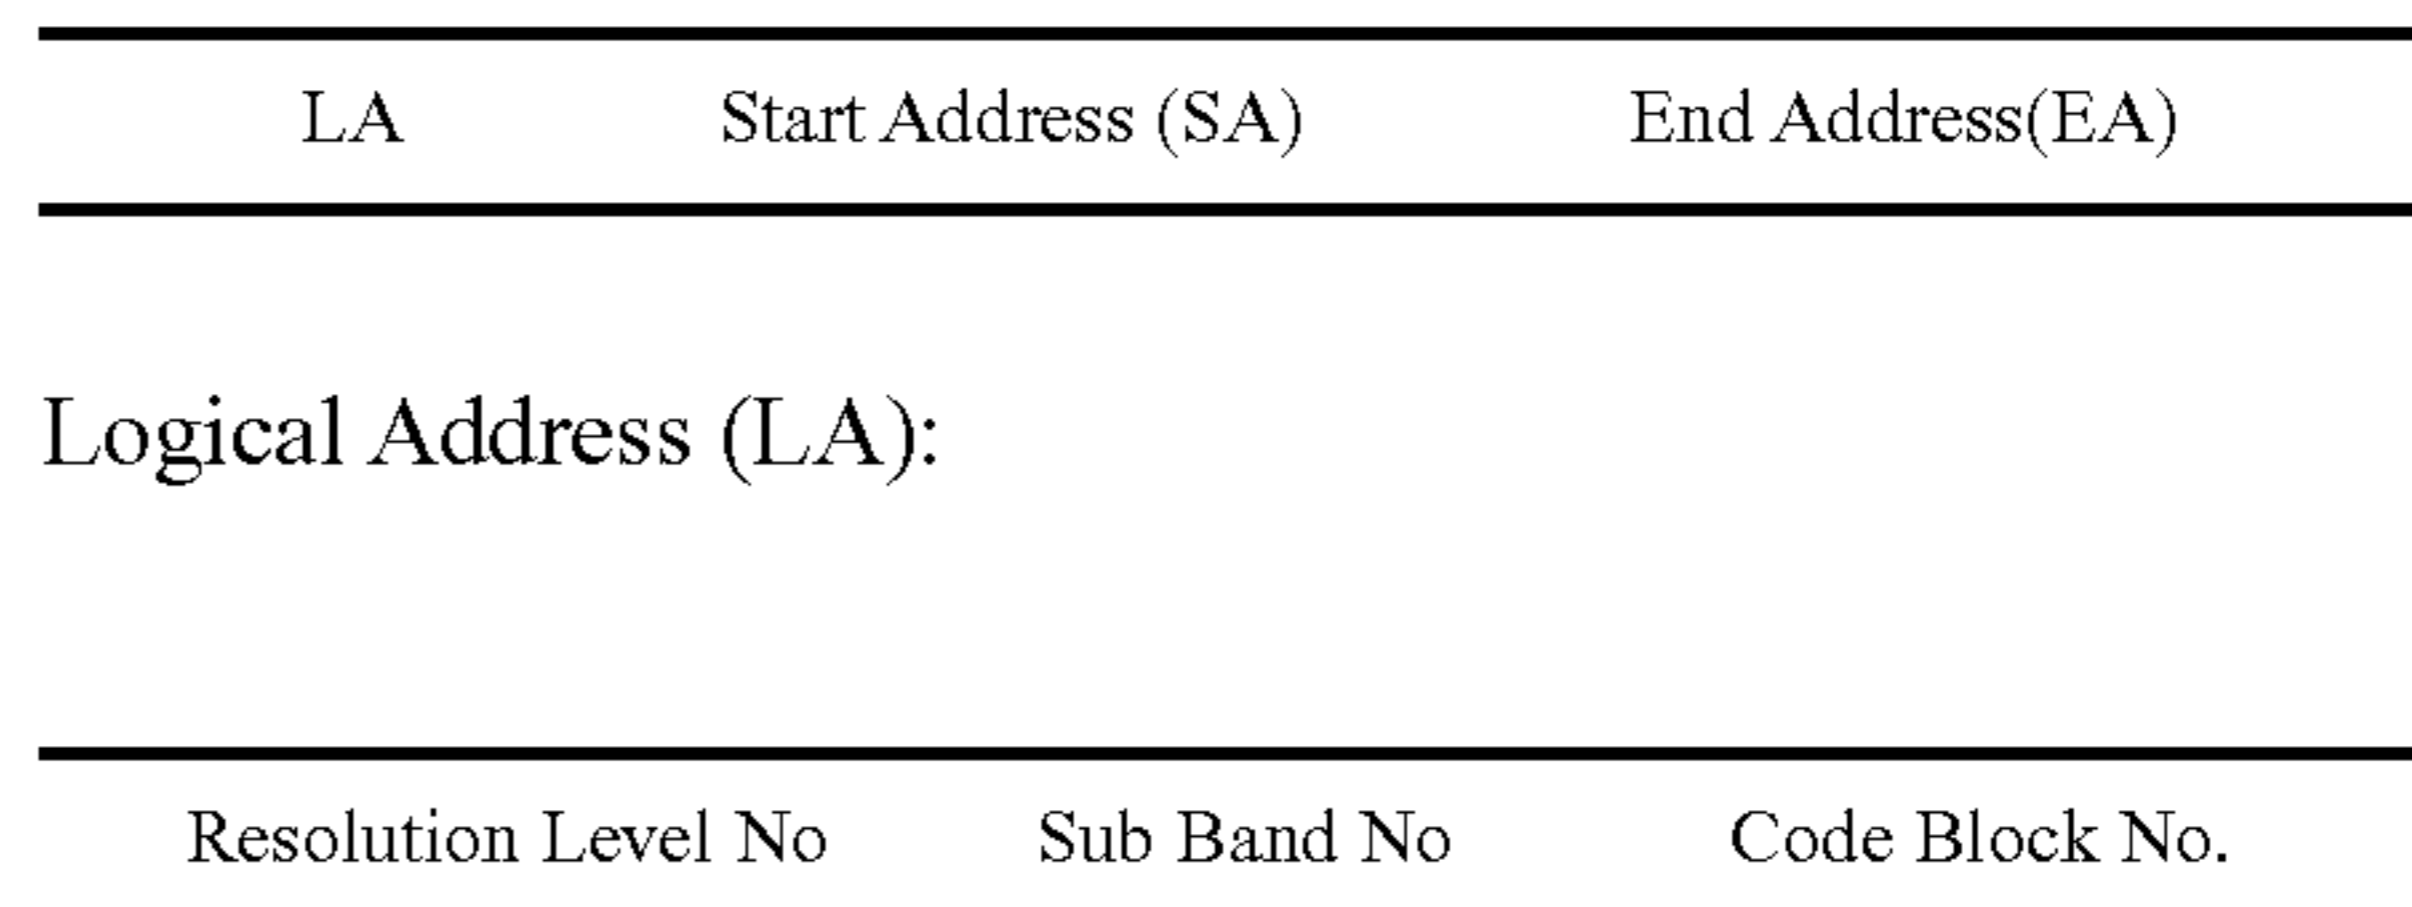 LA Start Address (SA) End Address(EA)
Logical Address (LA):
Resolution Level No Sub Band No Code Block No.